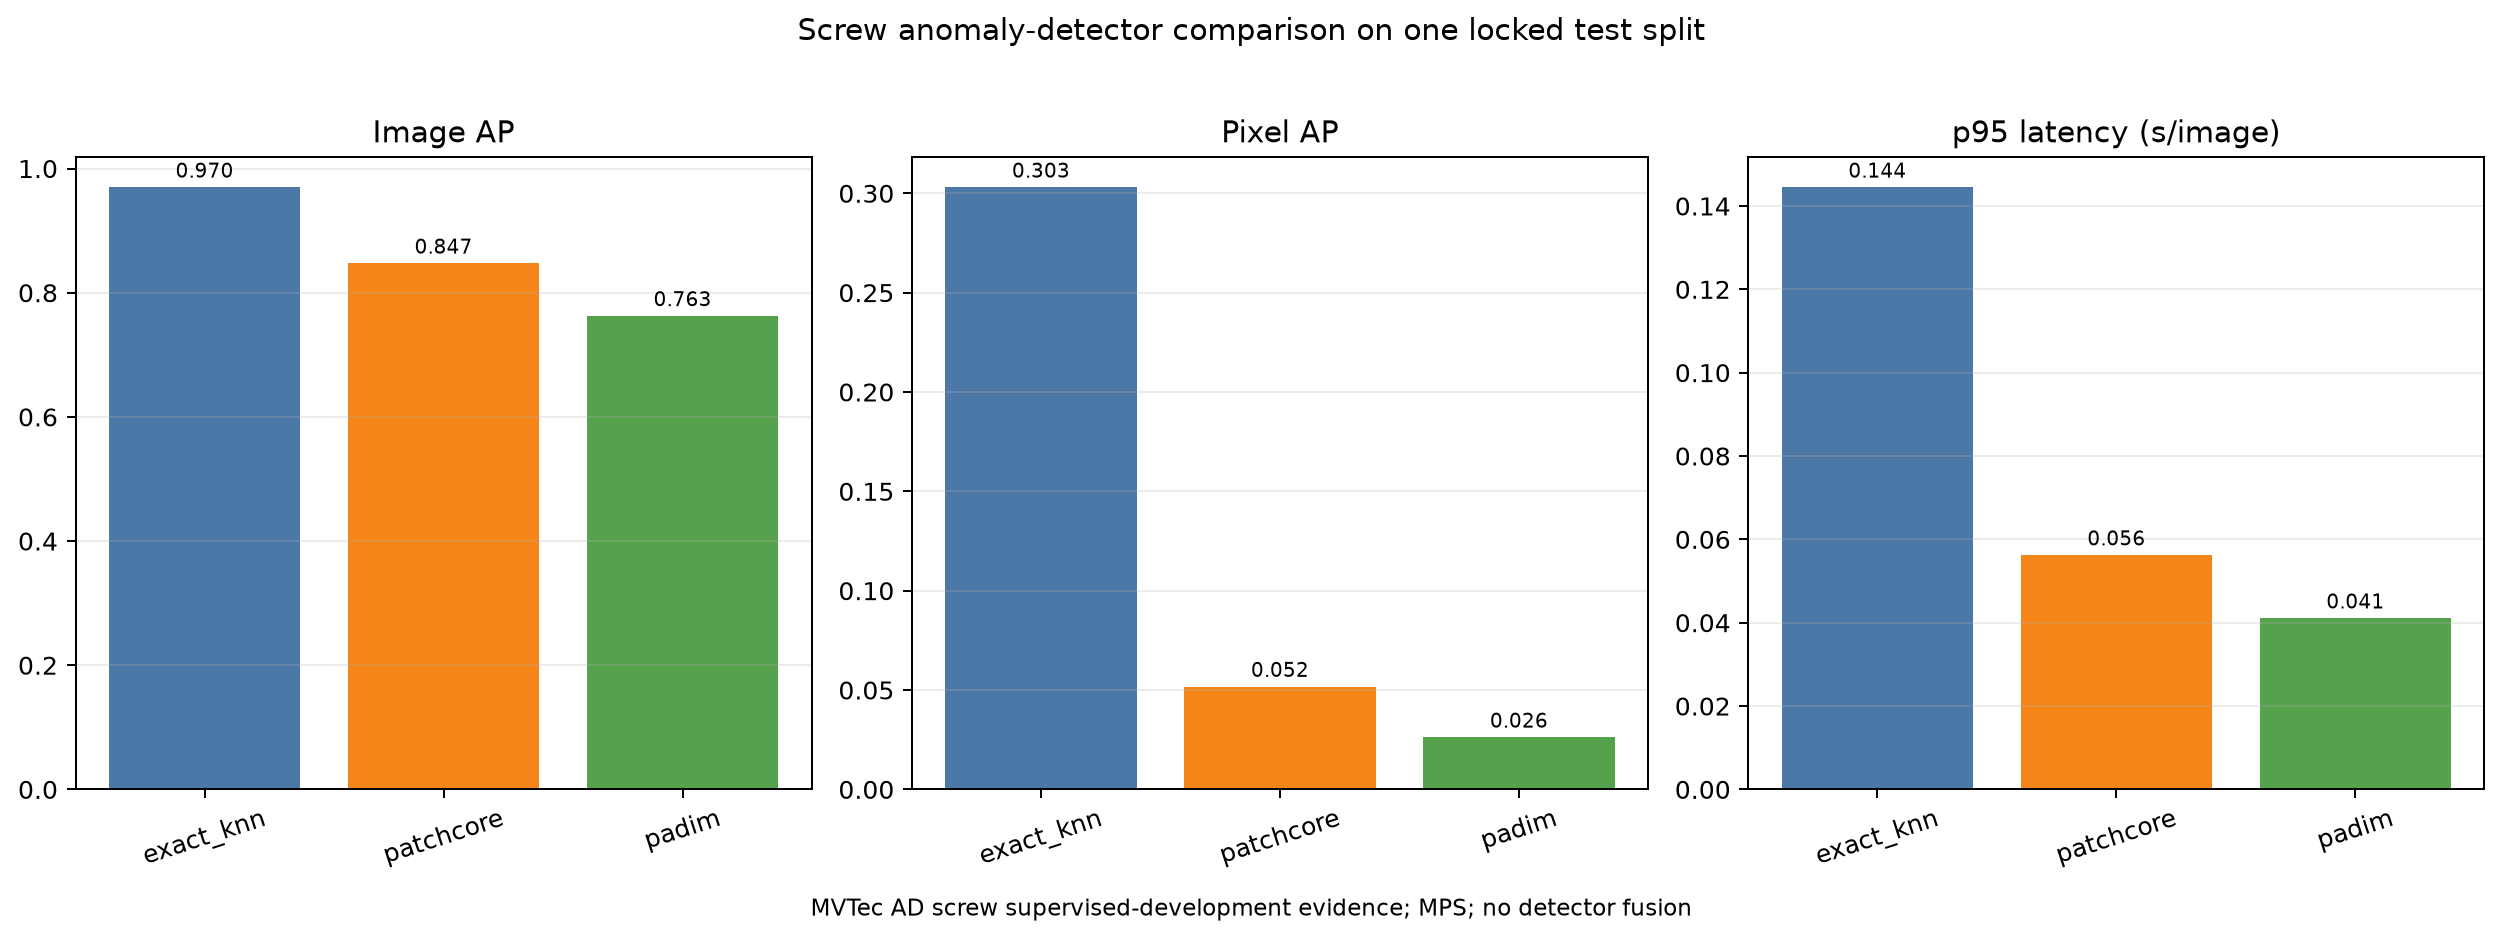 Screw anomaly-detector comparison on one locked test split
Image AP
1.0
0.8
0.6
0.4
0.2
0.0
0.970
0.847
0.763
exact_knn
patchcore
padim
Pixel AP
0.30
0.25
0.20
0.15
0.10
0.05
0.00
0.303
0.052
0.026
exact_knn
patchcore
padim
p95 latency (s/image)
0.14
0.12
0.10
0.08
0.06
0.04
0.02
0.00
0.144
0.056
0.041
exact_knn
patchcore
padim
MVTec AD screw supervised-development evidence; MPS; no detector fusion